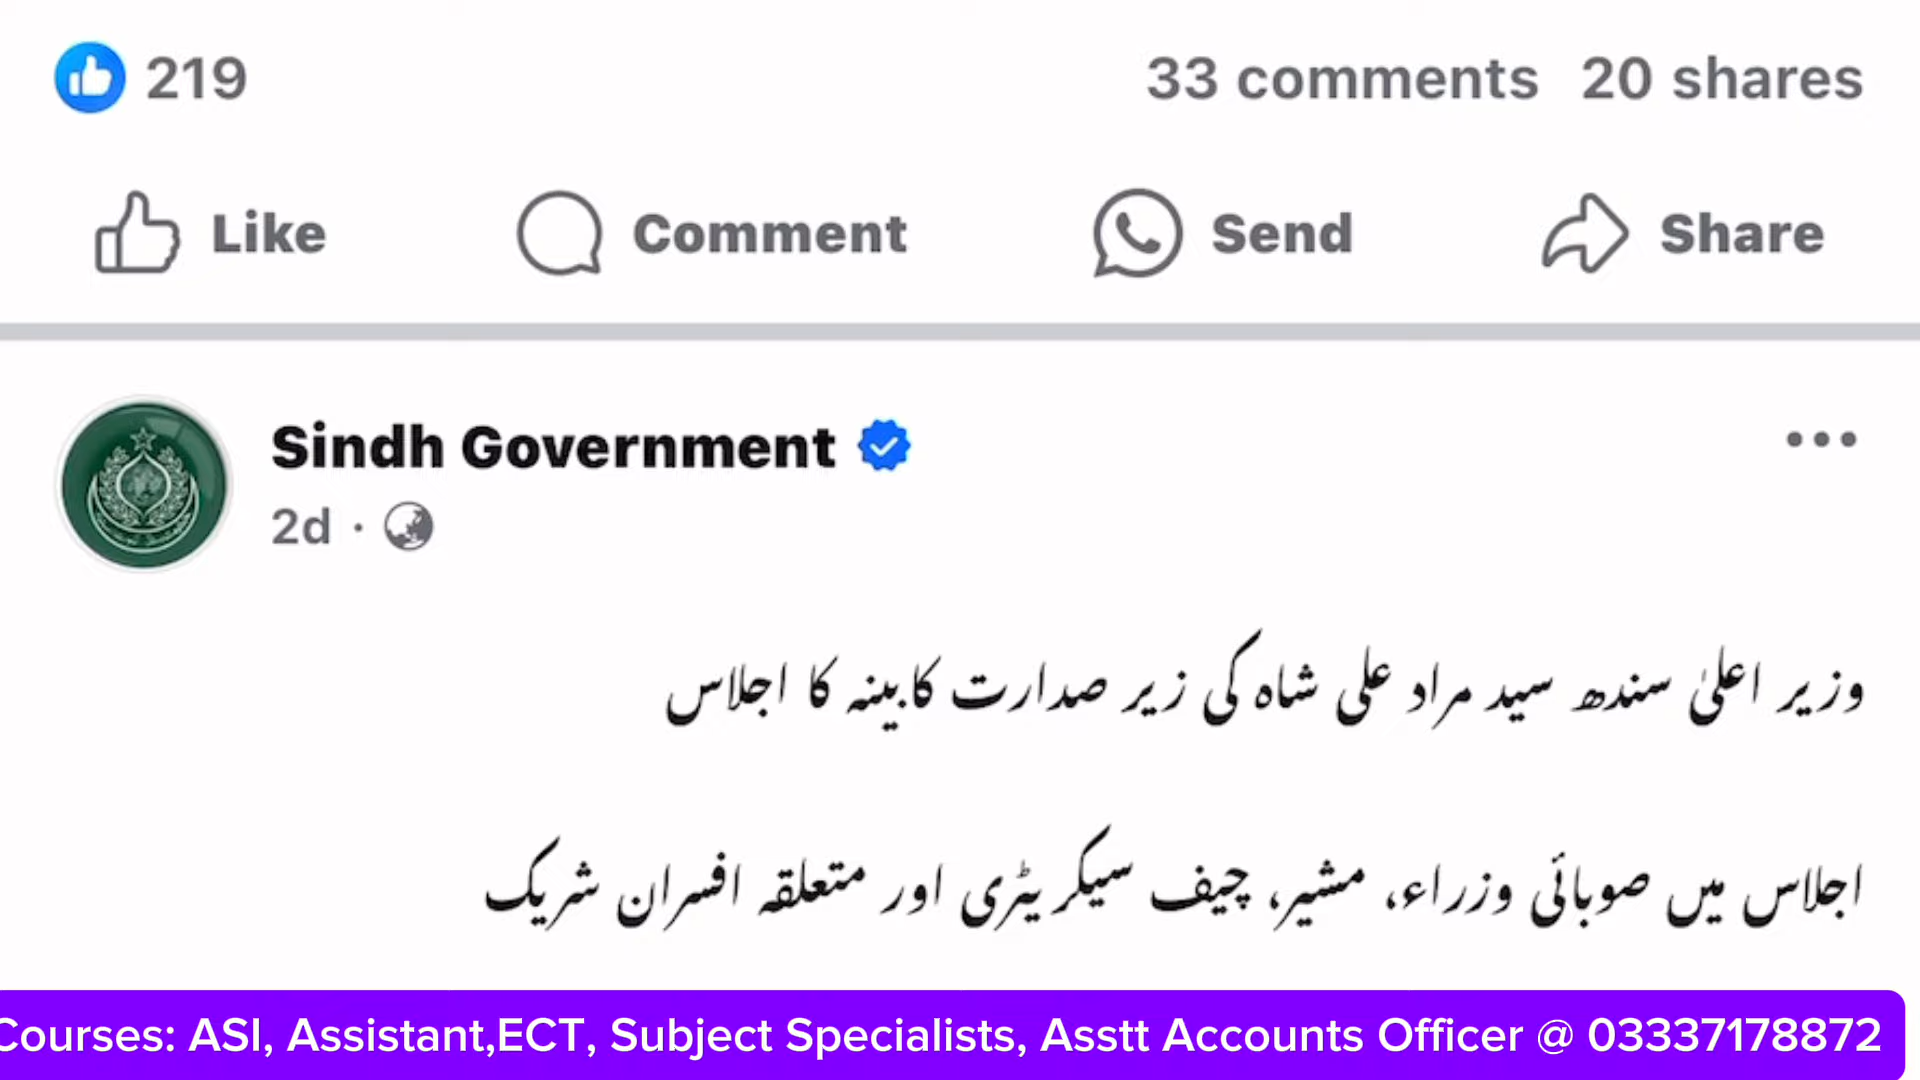 219 33 comments 20 shares
Like Comment Send Share
Sindh Government
2d ·
وزیر اعلیٰ سندھ سید مراد علی شاہ کی زیر صدارت کابینہ کا اجلاس
اجلاس میں صوبائی وزراء، مشیر، چیف سیکریٹری اور متعلقہ افسران شریک
Courses: ASI, Assistant,ECT, Subject Specialists, Asstt Accounts Officer @ 03337178872